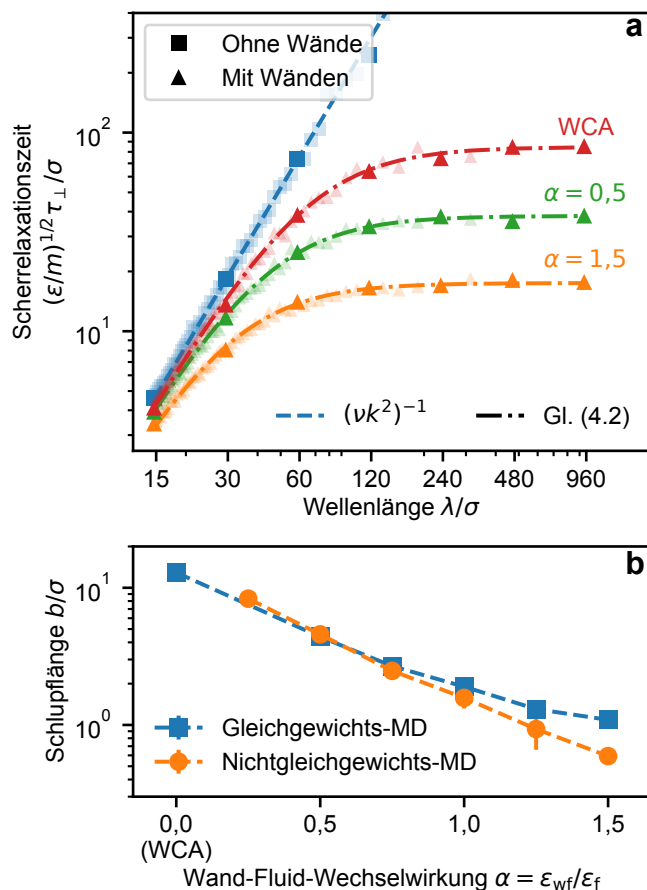 a
Ohne Wände
Mit Wänden
10²
10¹
Scherrelaxationszeit
(ε/m)^{1/2} τ⊥/σ
WCA
α = 0,5
α = 1,5
(νk²)⁻¹
Gl. (4.2)
15 30 60 120 240 480 960
Wellenlänge λ/σ
b
10¹
10⁰
Schlupflänge b/σ
Gleichgewichts-MD
Nichtgleichgewichts-MD
0,0 0,5 1,0 1,5
(WCA)
Wand-Fluid-Wechselwirkung α = ε_wf/ε_f